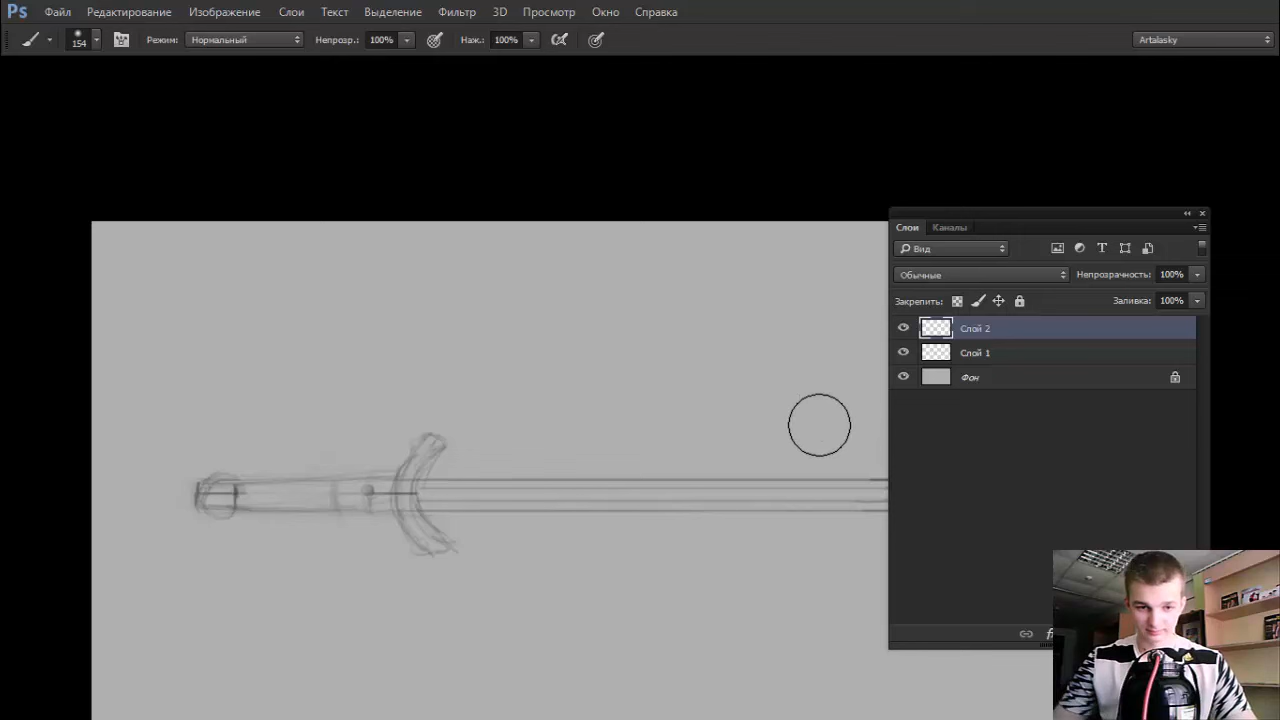 Ps Файл Редактирование Изображение Слои Текст Выделение Фильтр 3D Просмотр Окно Справка
154 Режим: Нормальный Непрозр.: 100% Наж.: 100% Artalasky
Слои Каналы
Вид
Обычные Непрозрачность: 100%
Закрепить: Заливка: 100%
Слой 2
Слой 1
Фон